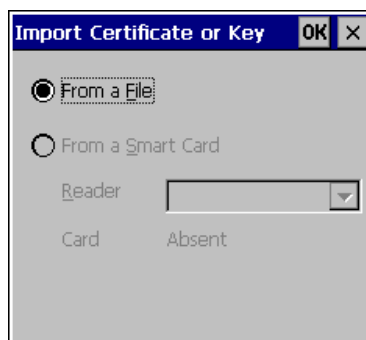 Import Certificate or Key OK ×
From a File
From a Smart Card
Reader
Card Absent